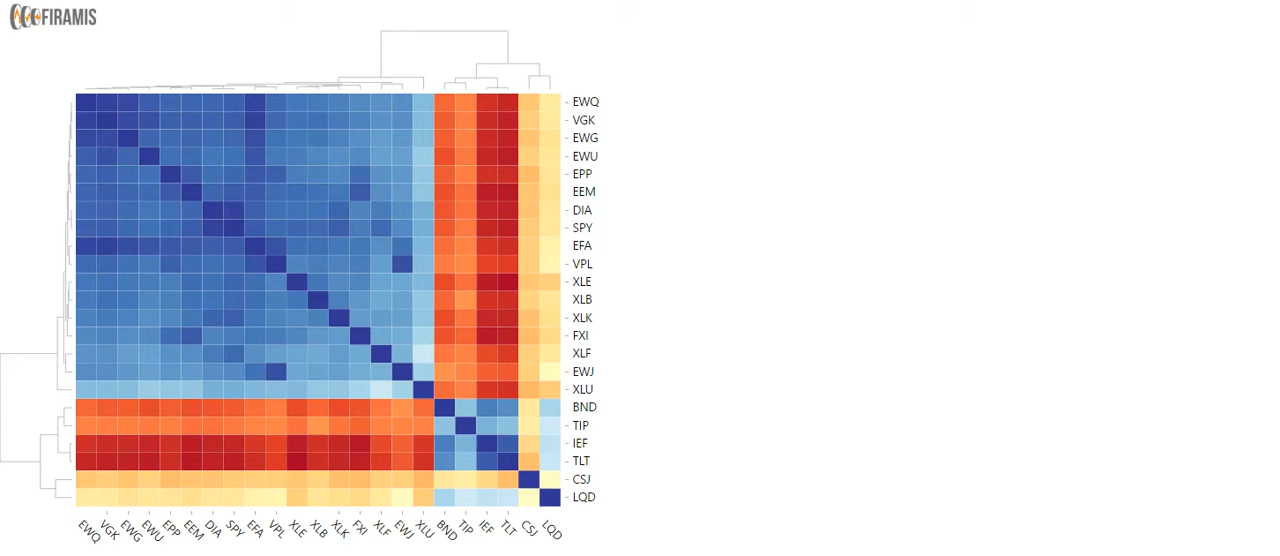 FIRAMIS
EWQ
VGK
EWG
EWU
EPP
EEM
DIA
SPY
EFA
VPL
XLE
XLB
XLK
FXI
XLF
EWJ
XLU
BND
TIP
IEF
TLT
CSJ
LQD
EWQ VGK EWG EWU EPP EEM DIA SPY EFA VPL XLE XLB XLK FXI XLF EWJ XLU BND TIP IEF TLT CSJ LQD